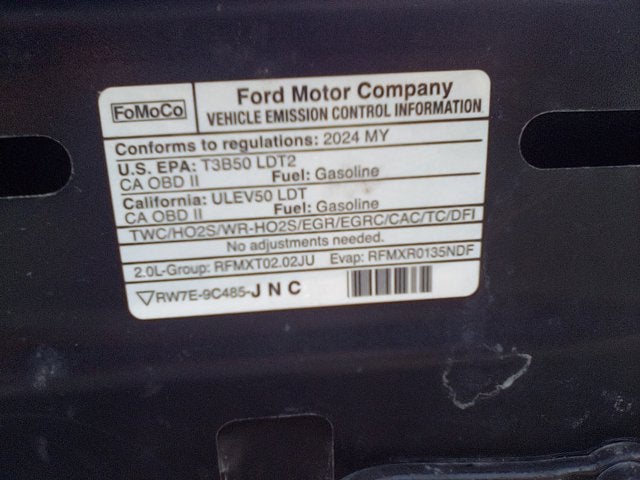 FoMoCo
Ford Motor Company
VEHICLE EMISSION CONTROL INFORMATION
Conforms to regulations: 2024 MY
U.S. EPA: T3B50 LDT2
CA OBD II Fuel: Gasoline
California: ULEV50 LDT
CA OBD II Fuel: Gasoline
TWC/HO2S/WR-HO2S/EGR/EGRC/CAC/TC/DFI
No adjustments needed.
2.0L-Group: RFMXT02.02JU Evap: RFMXR0135NDF
RW7E-9C485-J N C